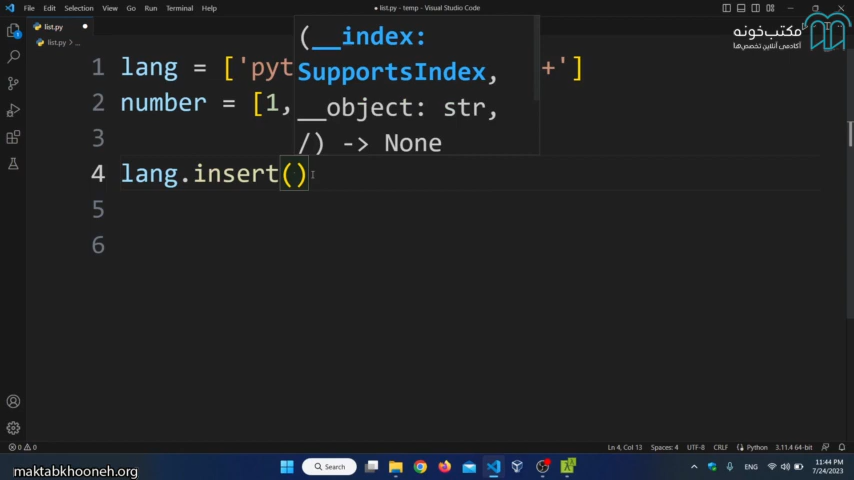 File Edit Selection View Go Run Terminal Help
● list.py - temp - Visual Studio Code
list.py
list.py > ...
مکتب‌خونه
آکادمی آنلاین تخصص‌ها
1 lang = ['pyt +']
2 number = [1,
3
4 lang.insert()
5
6
(__index:
SupportsIndex,
__object: str,
/) -> None
0 0
Ln 4, Col 13 Spaces: 4 UTF-8 CRLF Python 3.11.4 64-bit
maktabkhooneh.org
Search
ENG
11:44 PM
7/24/2023